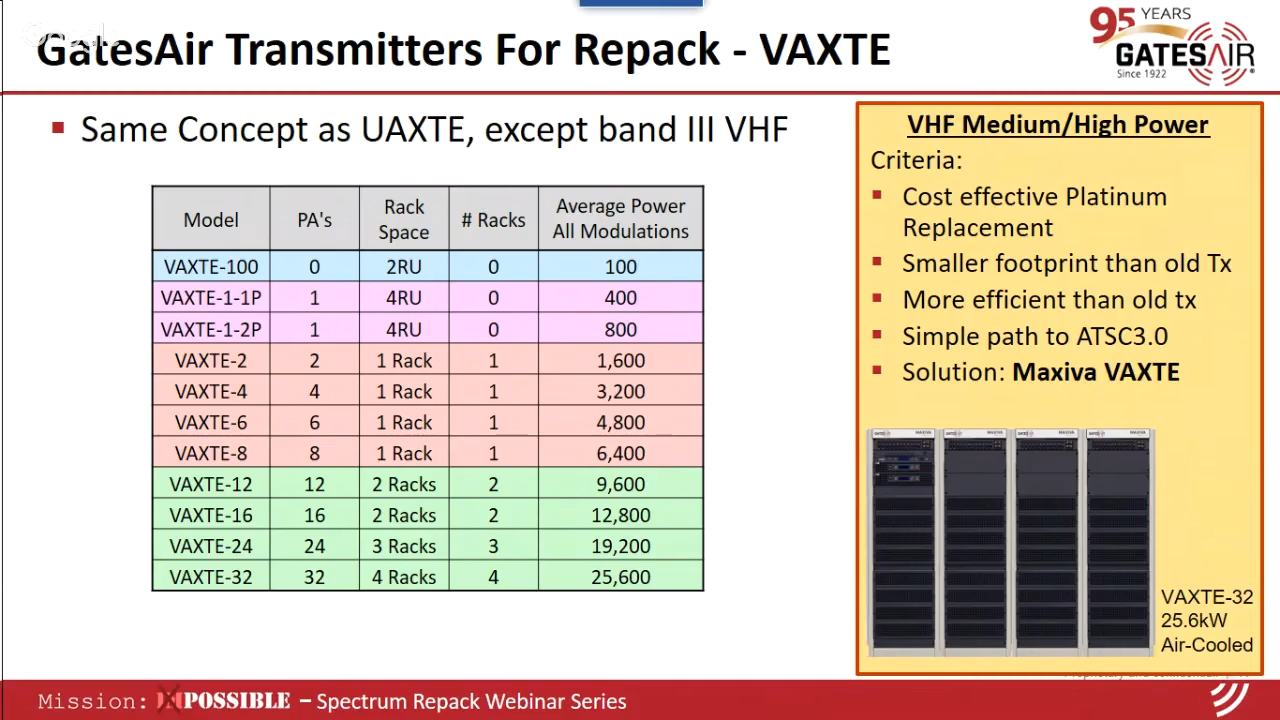 GatesAir Transmitters For Repack - VAXTE
95 YEARS
GATESAIR
Since 1922
Same Concept as UAXTE, except band III VHF
Model PA's Rack Space # Racks Average Power All Modulations
VAXTE-100 0 2RU 0 100
VAXTE-1-1P 1 4RU 0 400
VAXTE-1-2P 1 4RU 0 800
VAXTE-2 2 1 Rack 1 1,600
VAXTE-4 4 1 Rack 1 3,200
VAXTE-6 6 1 Rack 1 4,800
VAXTE-8 8 1 Rack 1 6,400
VAXTE-12 12 2 Racks 2 9,600
VAXTE-16 16 2 Racks 2 12,800
VAXTE-24 24 3 Racks 3 19,200
VAXTE-32 32 4 Racks 4 25,600
VHF Medium/High Power
Criteria:
Cost effective Platinum
Replacement
Smaller footprint than old Tx
More efficient than old tx
Simple path to ATSC3.0
Solution: Maxiva VAXTE
VAXTE-32
25.6kW
Air-Cooled
Mission: IMPOSSIBLE – Spectrum Repack Webinar Series